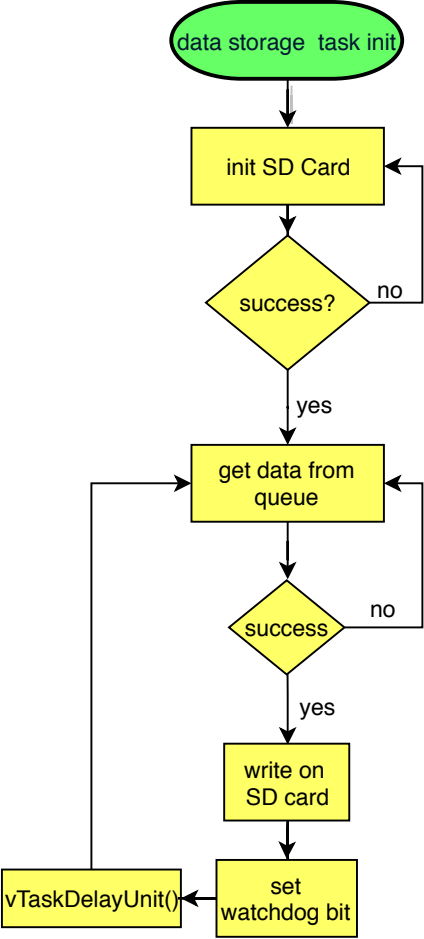 data storage  task init
init SD Card
success?
no
yes
get data from
queue
success
no
yes
write on
SD card
set
watchdog bit
vTaskDelayUnit()